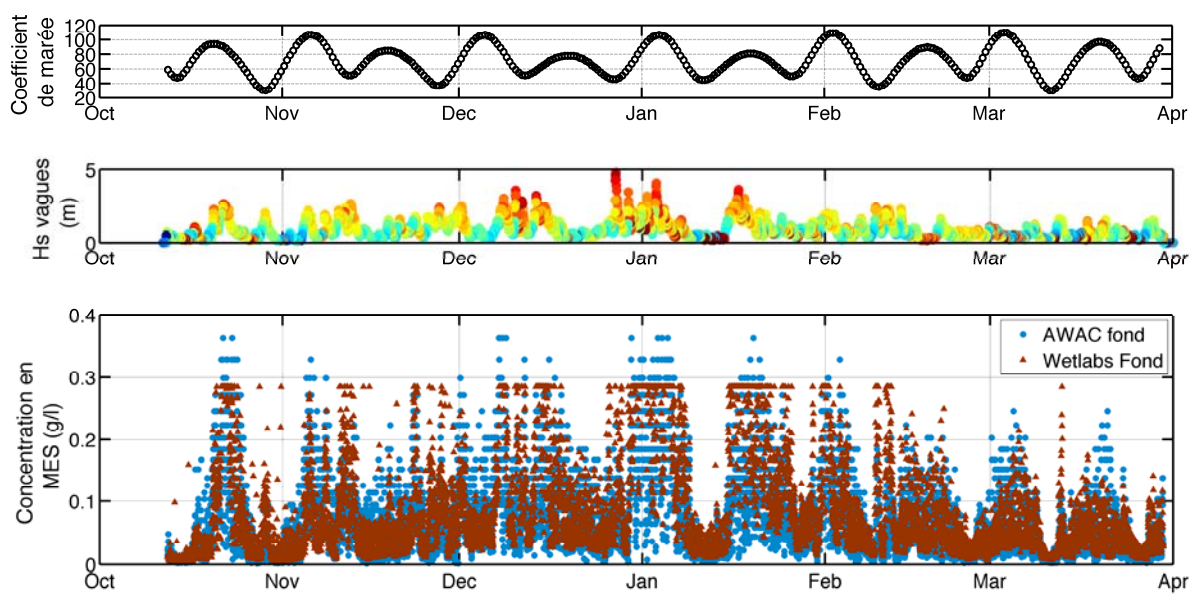 Coefficient
de marée
120
100
80
60
40
20
Oct Nov Dec Jan Feb Mar Apr
Hs vagues
(m)
5
0
Oct Nov Dec Jan Feb Mar Apr
Concentration en
MES (g/l)
0.4
0.3
0.2
0.1
0
AWAC fond
Wetlabs Fond
Oct Nov Dec Jan Feb Mar Apr